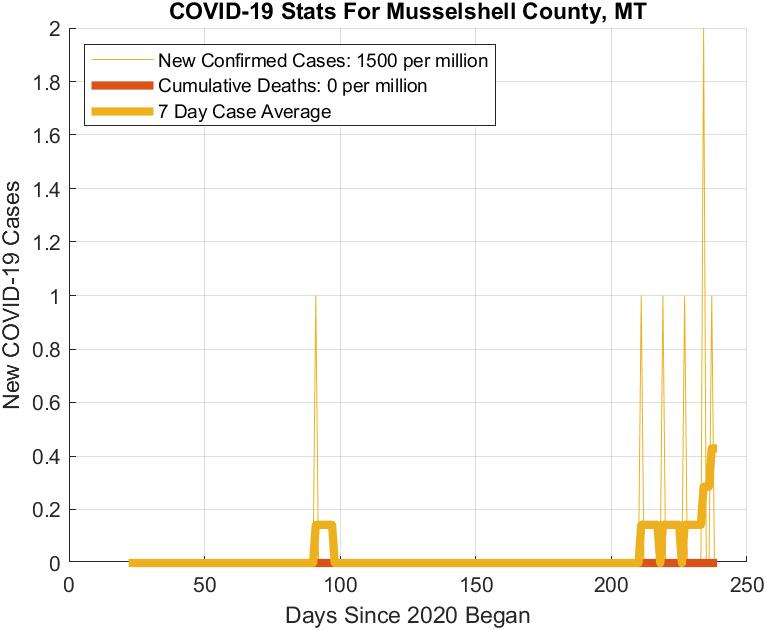 COVID-19 Stats For Musselshell County, MT
New Confirmed Cases: 1500 per million
Cumulative Deaths: 0 per million
7 Day Case Average
New COVID-19 Cases
2
1.8
1.6
1.4
1.2
1
0.8
0.6
0.4
0.2
0
0 50 100 150 200 250
Days Since 2020 Began